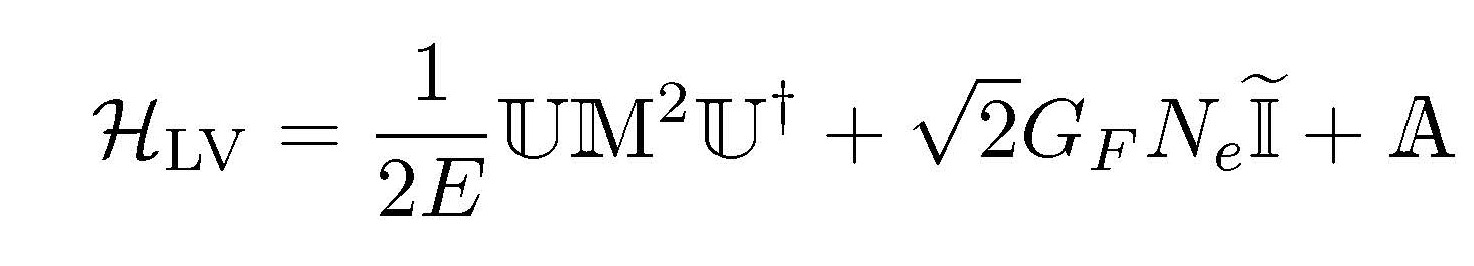 $\mathcal{H}_{\mathrm{LV}} = \frac{1}{2E}\mathbb{U}\mathbb{M}^2\mathbb{U}^\dagger + \sqrt{2}G_F N_e \widetilde{\mathbb{I}} + \mathbb{A}$